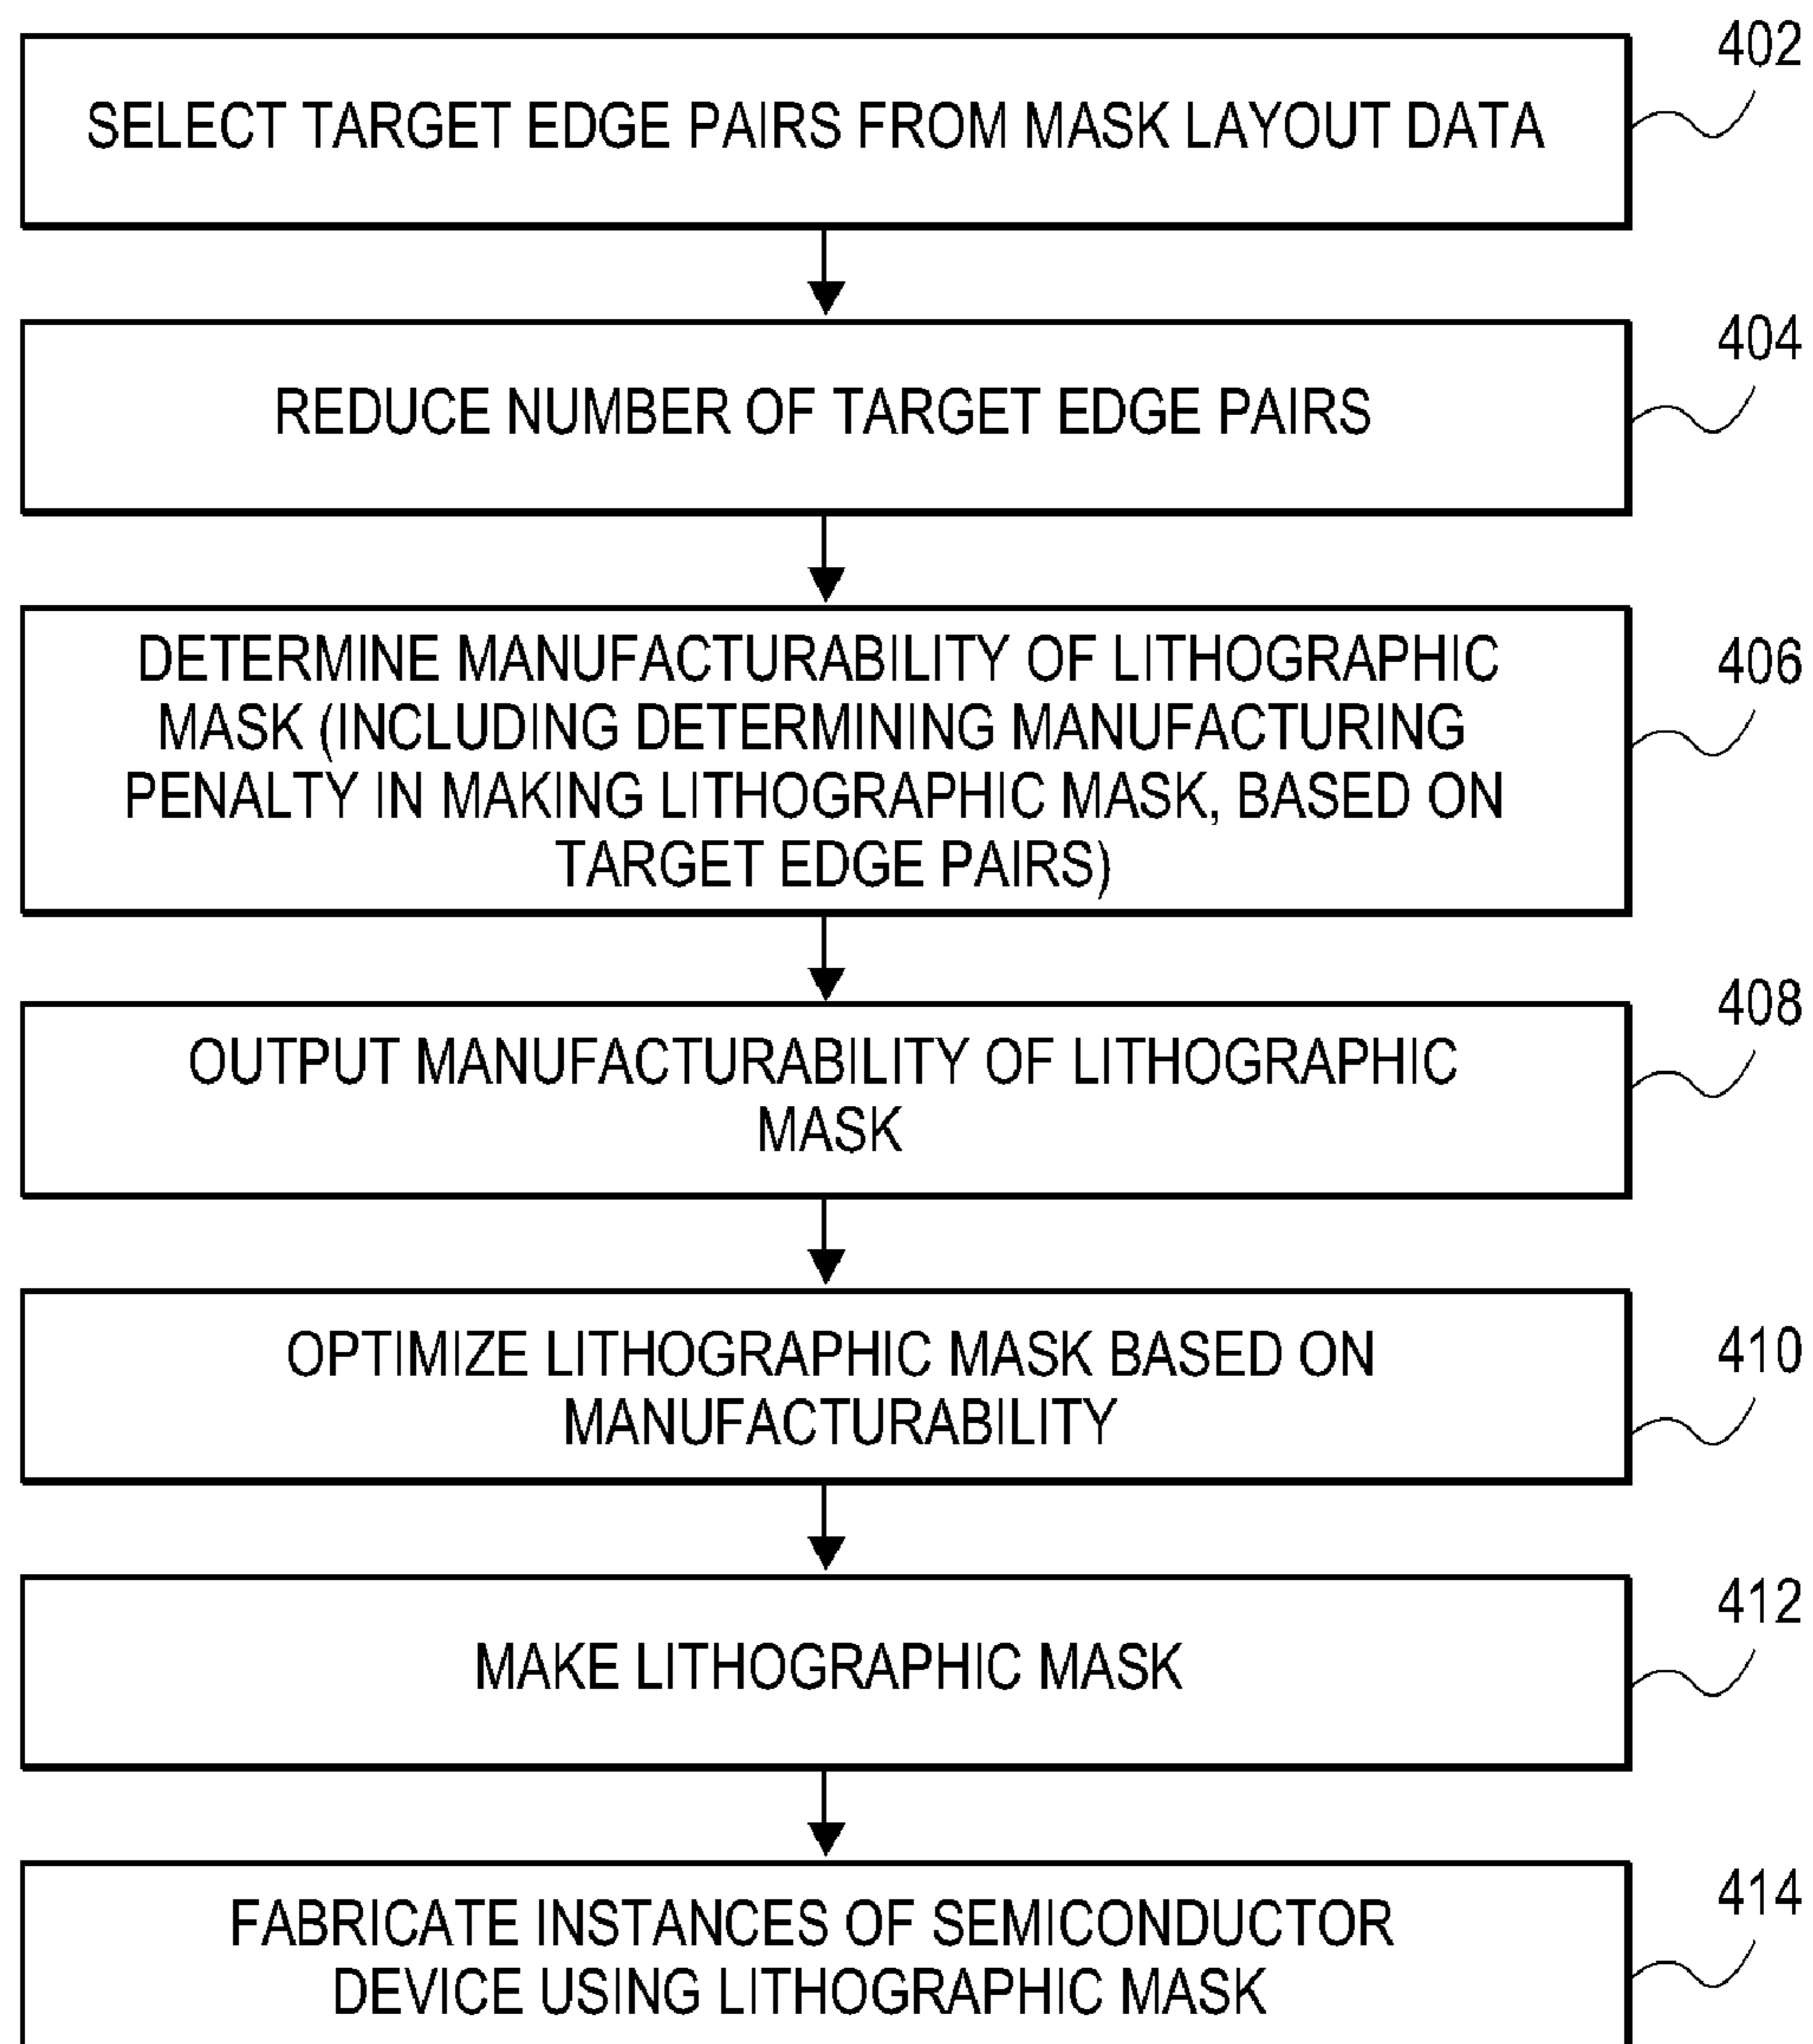 402
SELECT TARGET EDGE PAIRS FROM MASK LAYOUT DATA
404
REDUCE NUMBER OF TARGET EDGE PAIRS
DETERMINE MANUFACTURABILITY OF LITHOGRAPHIC
406
MASK (INCLUDING DETERMINING MANUFACTURING
PENALTY IN MAKING LITHOGRAPHIC MASK, BASED ON
TARGET EDGE PAIRS)
408
OUTPUT MANUFACTURABILITY OF LITHOGRAPHIC
MASK
410
OPTIMIZE LITHOGRAPHIC MASK BASED ON
MANUFACTURABILITY
412
MAKE LITHOGRAPHIC MASK
414
FABRICATE INSTANCES OF SEMICONDUCTOR
DEVICE USING LITHOGRAPHIC MASK